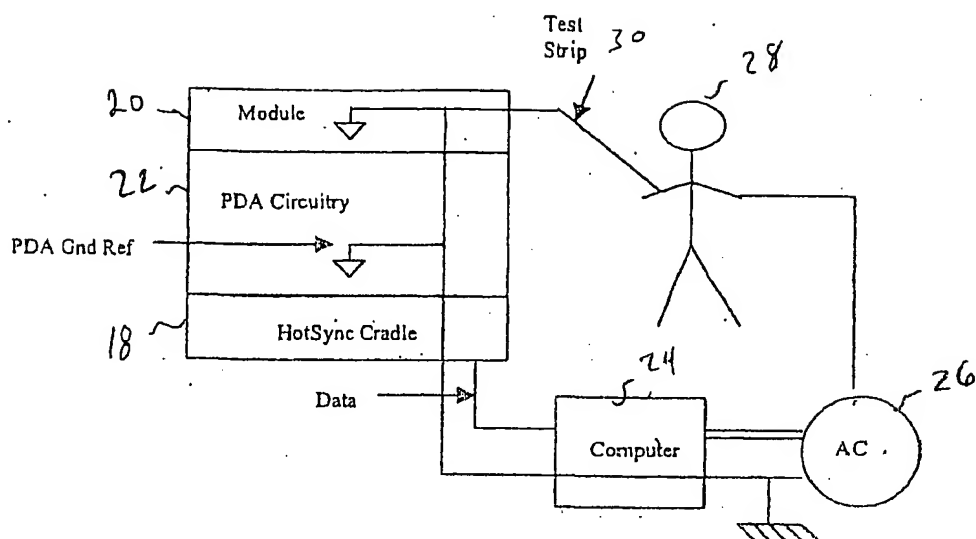 Test
Strip 30
28
20
Module
22
PDA Circuitry
PDA Gnd Ref
18
HotSync Cradle
24
26
Data
Computer
AC